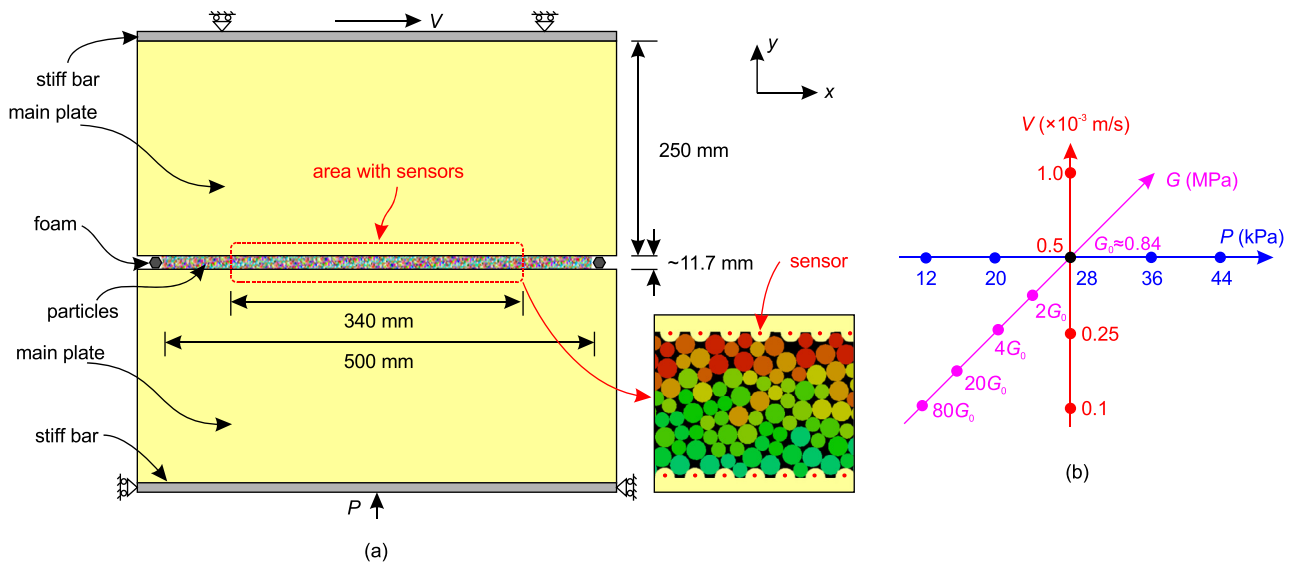 (a)
V
stiff bar
main plate
y
x
250 mm
area with sensors
foam
~11.7 mm
particles
340 mm
500 mm
main plate
stiff bar
P
sensor
(a)
V (×10⁻³ m/s)
1.0
G (MPa)
0.5
G₀≈0.84
P (kPa)
12
20
28
36
44
2G₀
0.25
4G₀
20G₀
80G₀
0.1
(b)